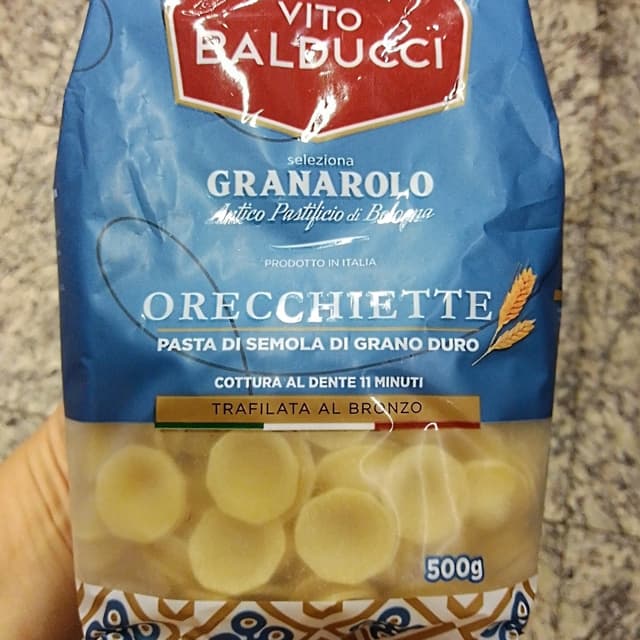 VITO
BALDUCCI
seleziona
GRANAROLO
Antico Pastificio di Bologna
PRODOTTO IN ITALIA
ORECCHIETTE
PASTA DI SEMOLA DI GRANO DURO
COTTURA AL DENTE 11 MINUTI
TRAFILATA AL BRONZO
500g